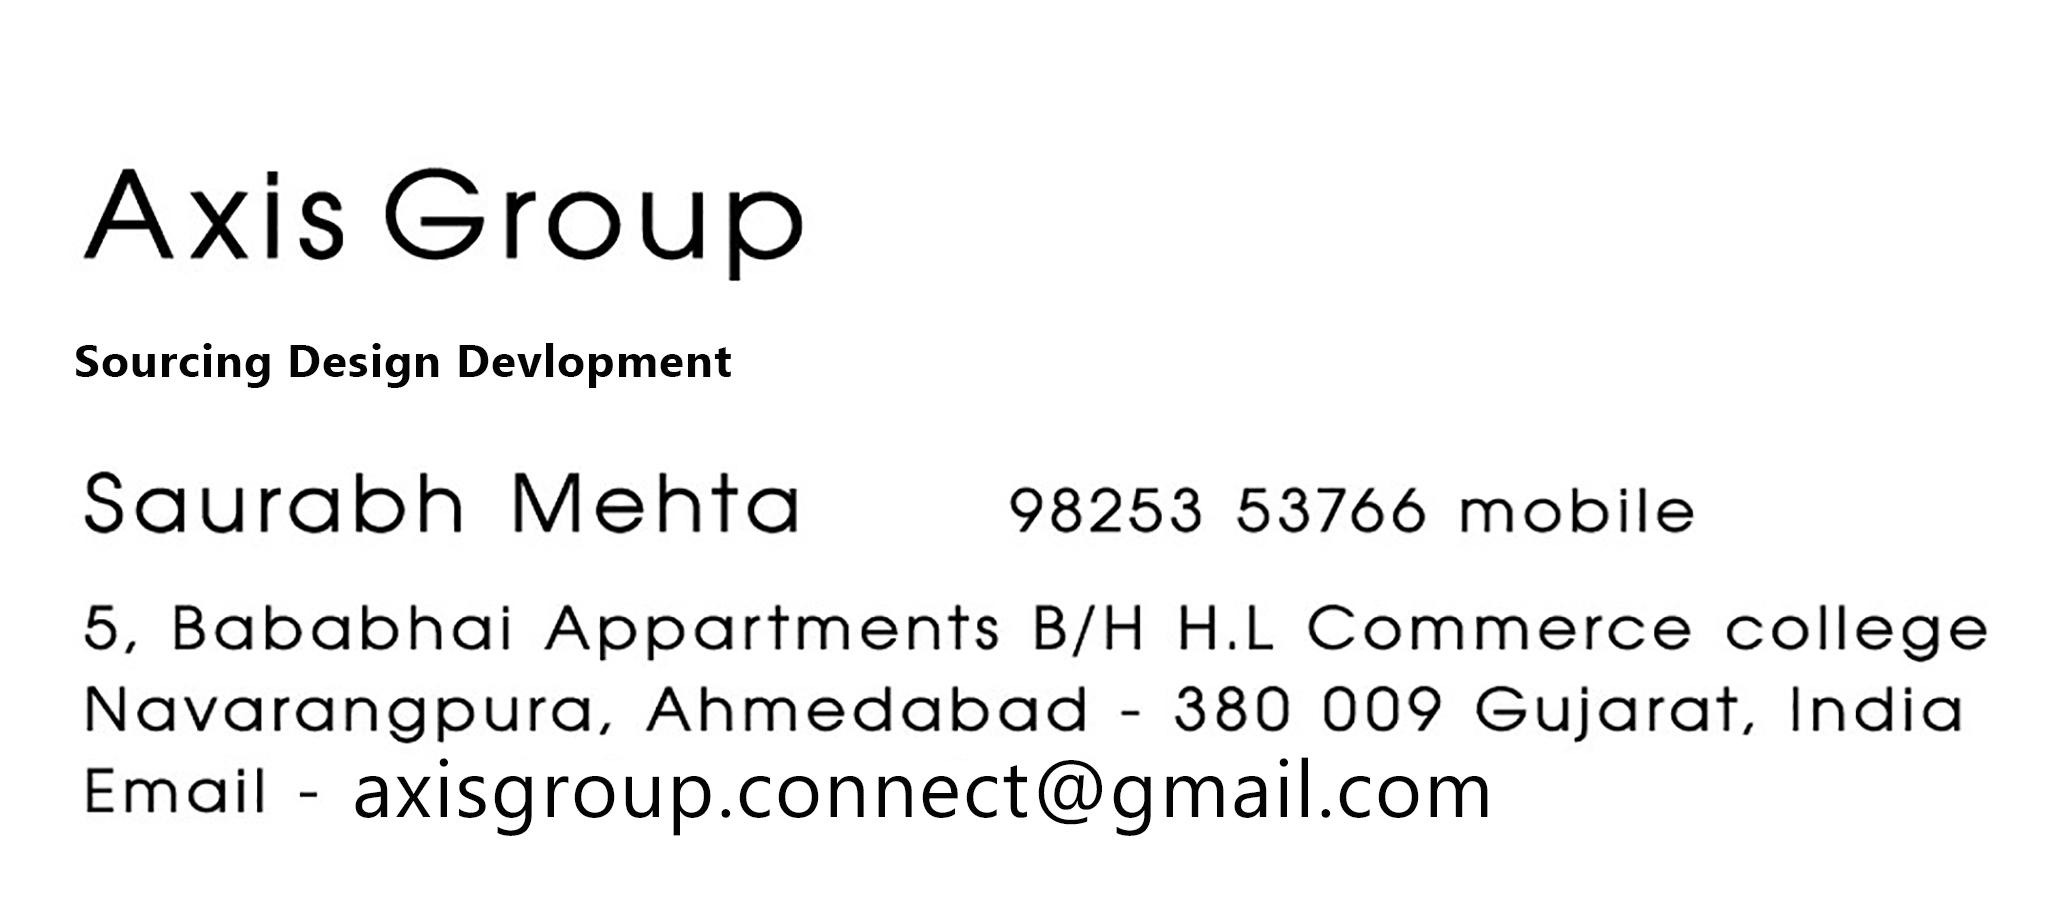 Axis Group
Sourcing Design Devlopment
Saurabh Mehta 98253 53766 mobile
5, Bababhai Appartments B/H H.L Commerce college
Navarangpura, Ahmedabad - 380 009 Gujarat, India
Email - axisgroup.connect@gmail.com